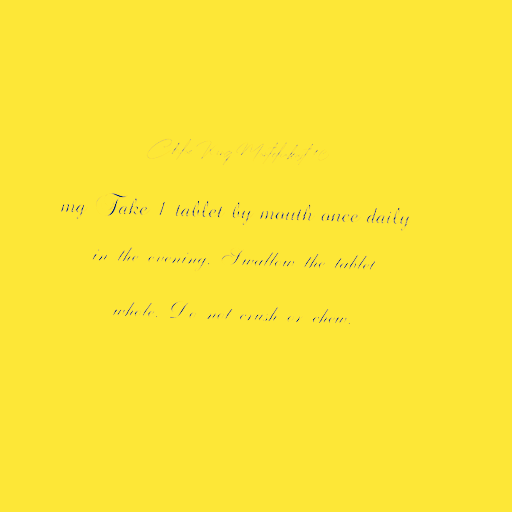 mg Take 1 tablet by mouth once daily
in the evening. Swallow the tablet
whole. Do not crush or chew.